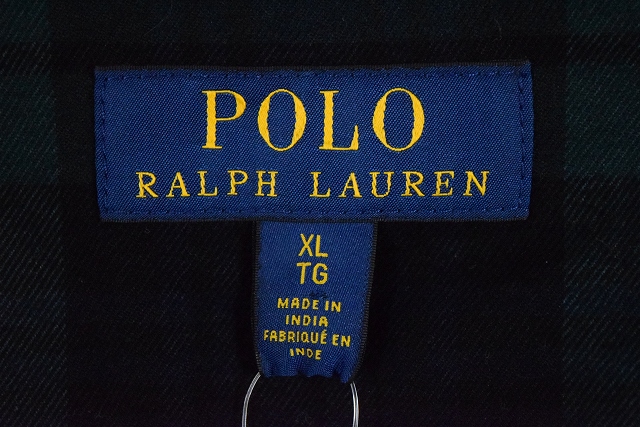 POLO
RALPH LAUREN
XL
TG
MADE IN
INDIA
FABRIQUÉ EN
INDE